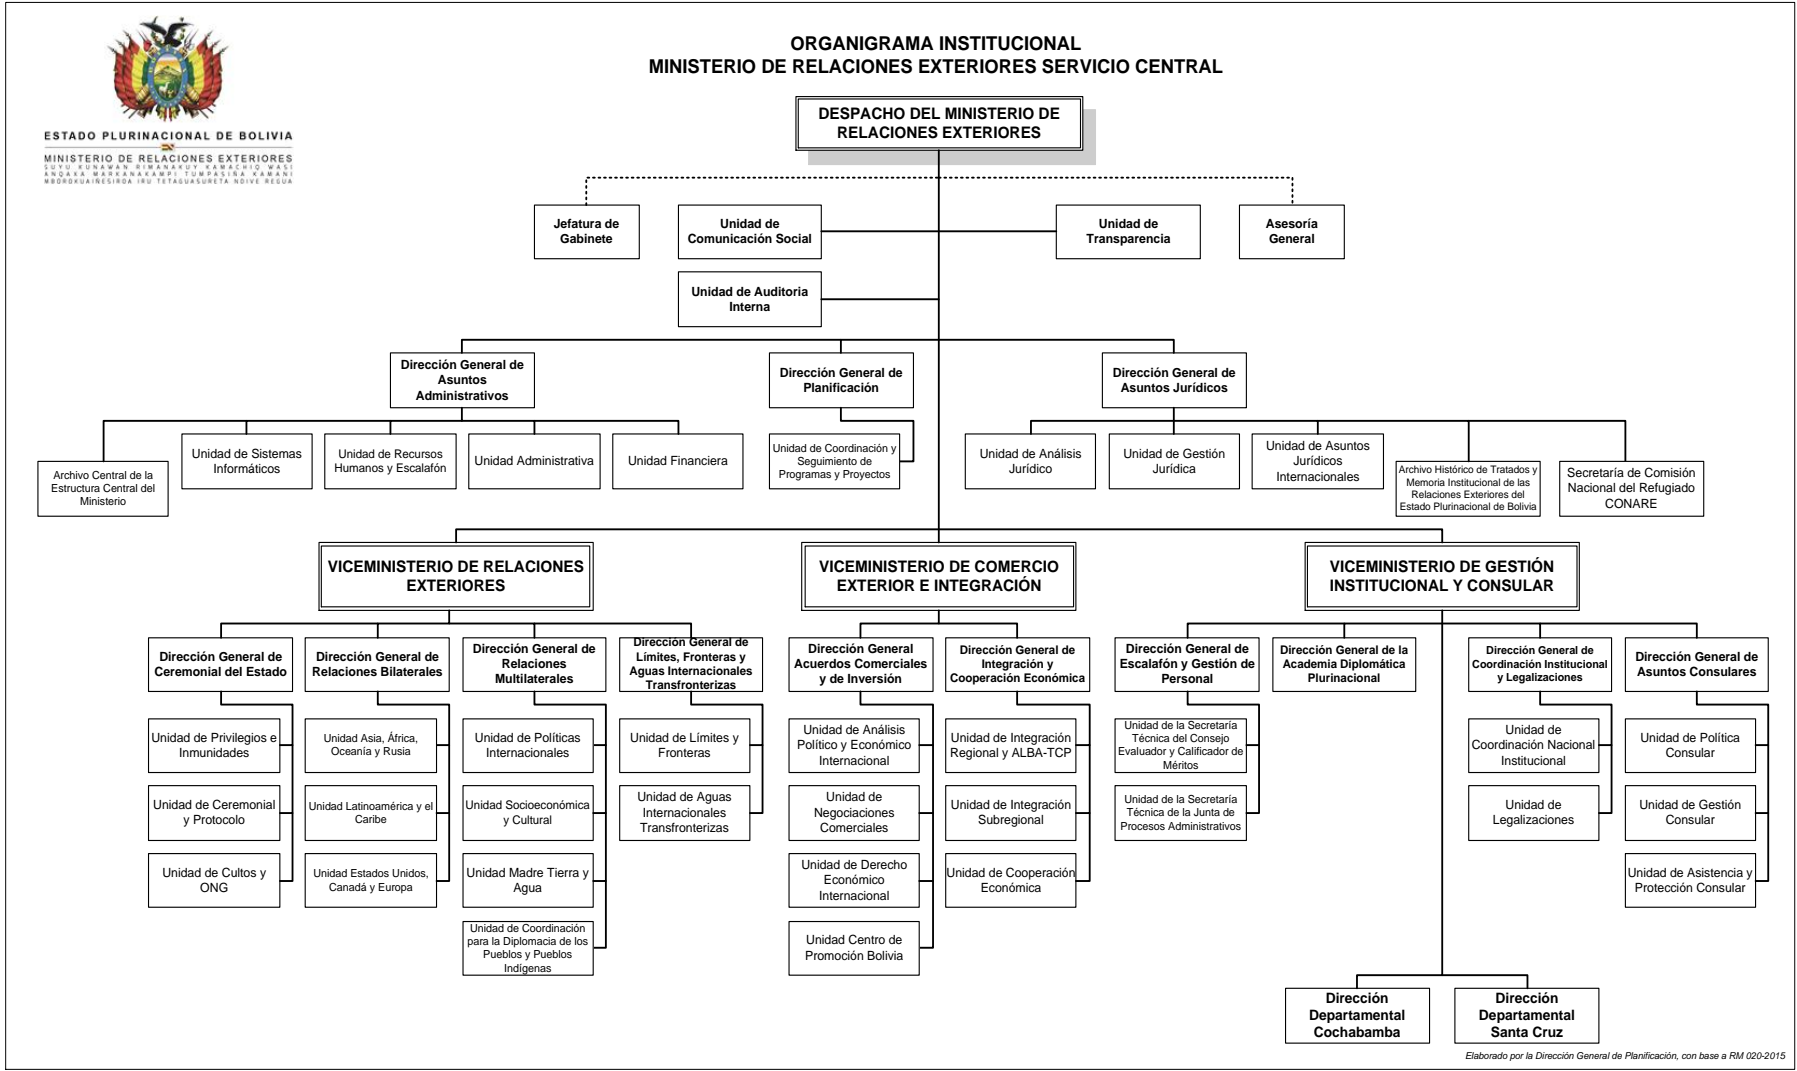 ORGANIGRAMA INSTITUCIONAL
MINISTERIO DE RELACIONES EXTERIORES SERVICIO CENTRAL
ESTADO PLURINACIONAL DE BOLIVIA
MINISTERIO DE RELACIONES EXTERIORES
SUYU KUNAWAN RIMANAKUY KAMACHIQ WASI
ANQAXA MARKANAKAMPI TUMPASIÑA KAMANI
MBOROKUAIÑESIROA IRU TETAGUASURETA NDIVE REGUA
DESPACHO DEL MINISTERIO DE
RELACIONES EXTERIORES
Jefatura de
Gabinete
Unidad de
Comunicación Social
Unidad de
Transparencia
Asesoría
General
Unidad de Auditoria
Interna
Dirección General de
Asuntos
Administrativos
Dirección General de
Planificación
Dirección General de
Asuntos Jurídicos
Archivo Central de la
Estructura Central del
Ministerio
Unidad de Sistemas
Informáticos
Unidad de Recursos
Humanos y Escalafón
Unidad Administrativa
Unidad Financiera
Unidad de Coordinación y
Seguimiento de
Programas y Proyectos
Unidad de Análisis
Jurídico
Unidad de Gestión
Jurídica
Unidad de Asuntos
Jurídicos
Internacionales
Archivo Histórico de Tratados y
Memoria Institucional de las
Relaciones Exteriores del
Estado Plurinacional de Bolivia
Secretaría de Comisión
Nacional del Refugiado
CONARE
VICEMINISTERIO DE RELACIONES
EXTERIORES
VICEMINISTERIO DE COMERCIO
EXTERIOR E INTEGRACIÓN
VICEMINISTERIO DE GESTIÓN
INSTITUCIONAL Y CONSULAR
Dirección General de
Ceremonial del Estado
Dirección General de
Relaciones Bilaterales
Dirección General de
Relaciones
Multilaterales
Dirección General de
Límites, Fronteras y
Aguas Internacionales
Transfronterizas
Dirección General
Acuerdos Comerciales
y de Inversión
Dirección General de
Integración y
Cooperación Económica
Dirección General de
Escalafón y Gestión de
Personal
Dirección General de la
Academia Diplomática
Plurinacional
Dirección General de
Coordinación Institucional
y Legalizaciones
Dirección General de
Asuntos Consulares
Unidad de Privilegios e
Inmunidades
Unidad Asia, África,
Oceanía y Rusia
Unidad de Políticas
Internacionales
Unidad de Límites y
Fronteras
Unidad de Análisis
Político y Económico
Internacional
Unidad de Integración
Regional y ALBA-TCP
Unidad de la Secretaría
Técnica del Consejo
Evaluador y Calificador de
Méritos
Unidad de
Coordinación Nacional
Institucional
Unidad de Política
Consular
Unidad de Ceremonial
y Protocolo
Unidad Latinoamérica y el
Caribe
Unidad Socioeconómica
y Cultural
Unidad de Aguas
Internacionales
Transfronterizas
Unidad de
Negociaciones
Comerciales
Unidad de Integración
Subregional
Unidad de la Secretaría
Técnica de la Junta de
Procesos Administrativos
Unidad de
Legalizaciones
Unidad de Gestión
Consular
Unidad de Cultos y
ONG
Unidad Estados Unidos,
Canadá y Europa
Unidad Madre Tierra y
Agua
Unidad de Derecho
Económico
Internacional
Unidad de Cooperación
Económica
Unidad de Asistencia y
Protección Consular
Unidad de Coordinación
para la Diplomacia de los
Pueblos y Pueblos
Indígenas
Unidad Centro de
Promoción Bolivia
Dirección
Departamental
Cochabamba
Dirección
Departamental
Santa Cruz
Elaborado por la Dirección General de Planificación, con base a RM 020-2015